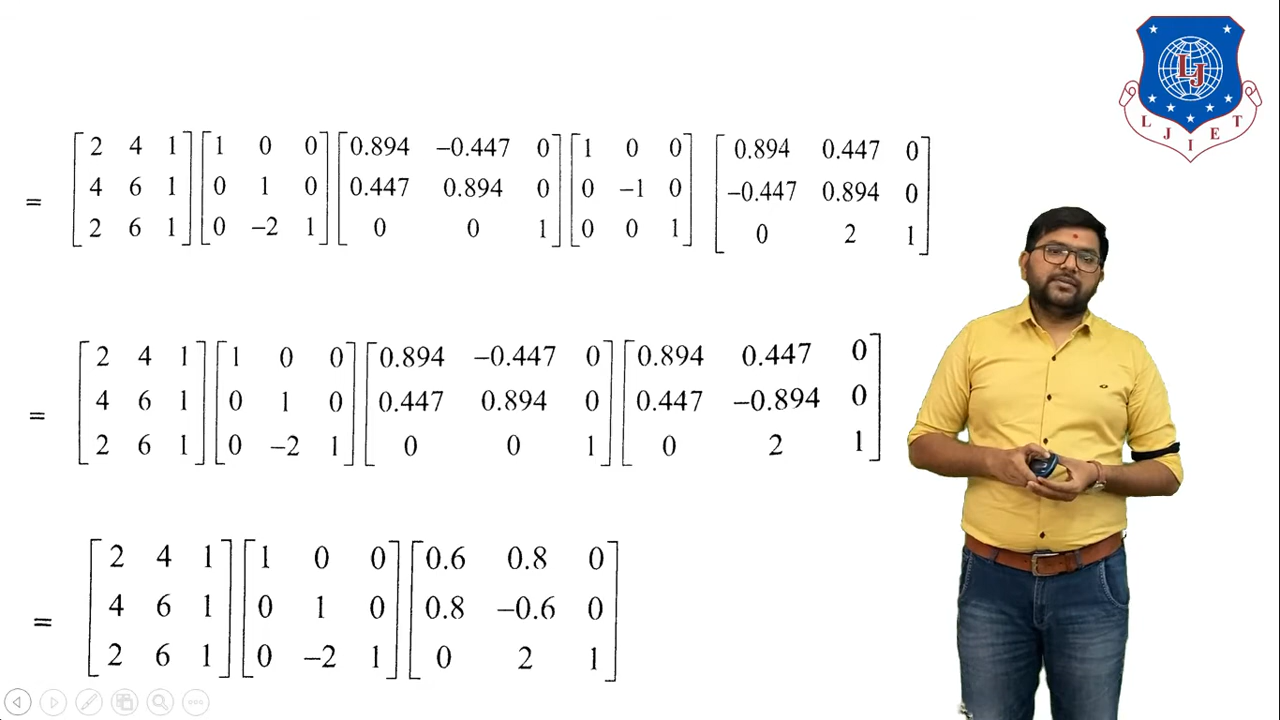 L J I E T
LJ
2 4 1 1 0 0 0.894 –0.447 0 1 0 0 0.894 0.447 0
= 4 6 1 0 1 0 0.447 0.894 0 0 –1 0 –0.447 0.894 0
2 6 1 0 –2 1 0 0 1 0 0 1 0 2 1
2 4 1 1 0 0 0.894 –0.447 0 0.894 0.447 0
= 4 6 1 0 1 0 0.447 0.894 0 0.447 –0.894 0
2 6 1 0 –2 1 0 0 1 0 2 1
2 4 1 1 0 0 0.6 0.8 0
= 4 6 1 0 1 0 0.8 –0.6 0
2 6 1 0 –2 1 0 2 1